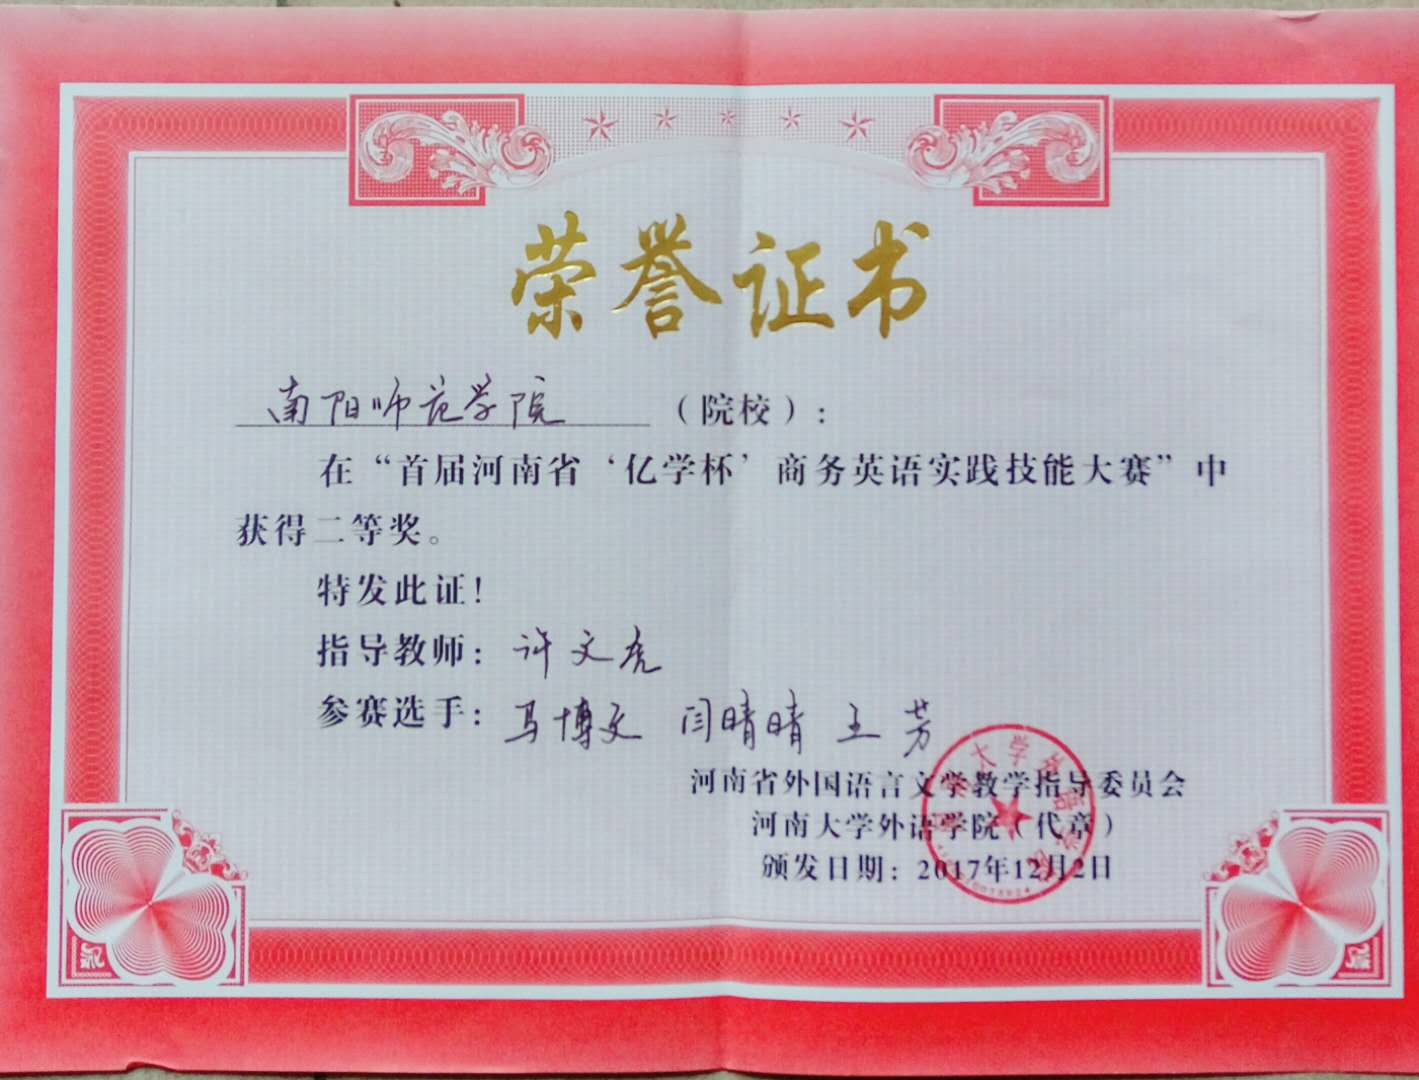 荣誉证书
南阳师范学院（院校）：
在“首届河南省‘亿学杯’商务英语实践技能大赛”中
获得二等奖。
特发此证！
指导教师：许文虎
参赛选手：马博文 闫晴晴 王芳
河南省外国语言文学教学指导委员会
河南大学外语学院（代章）
颁发日期：2017年12月2日